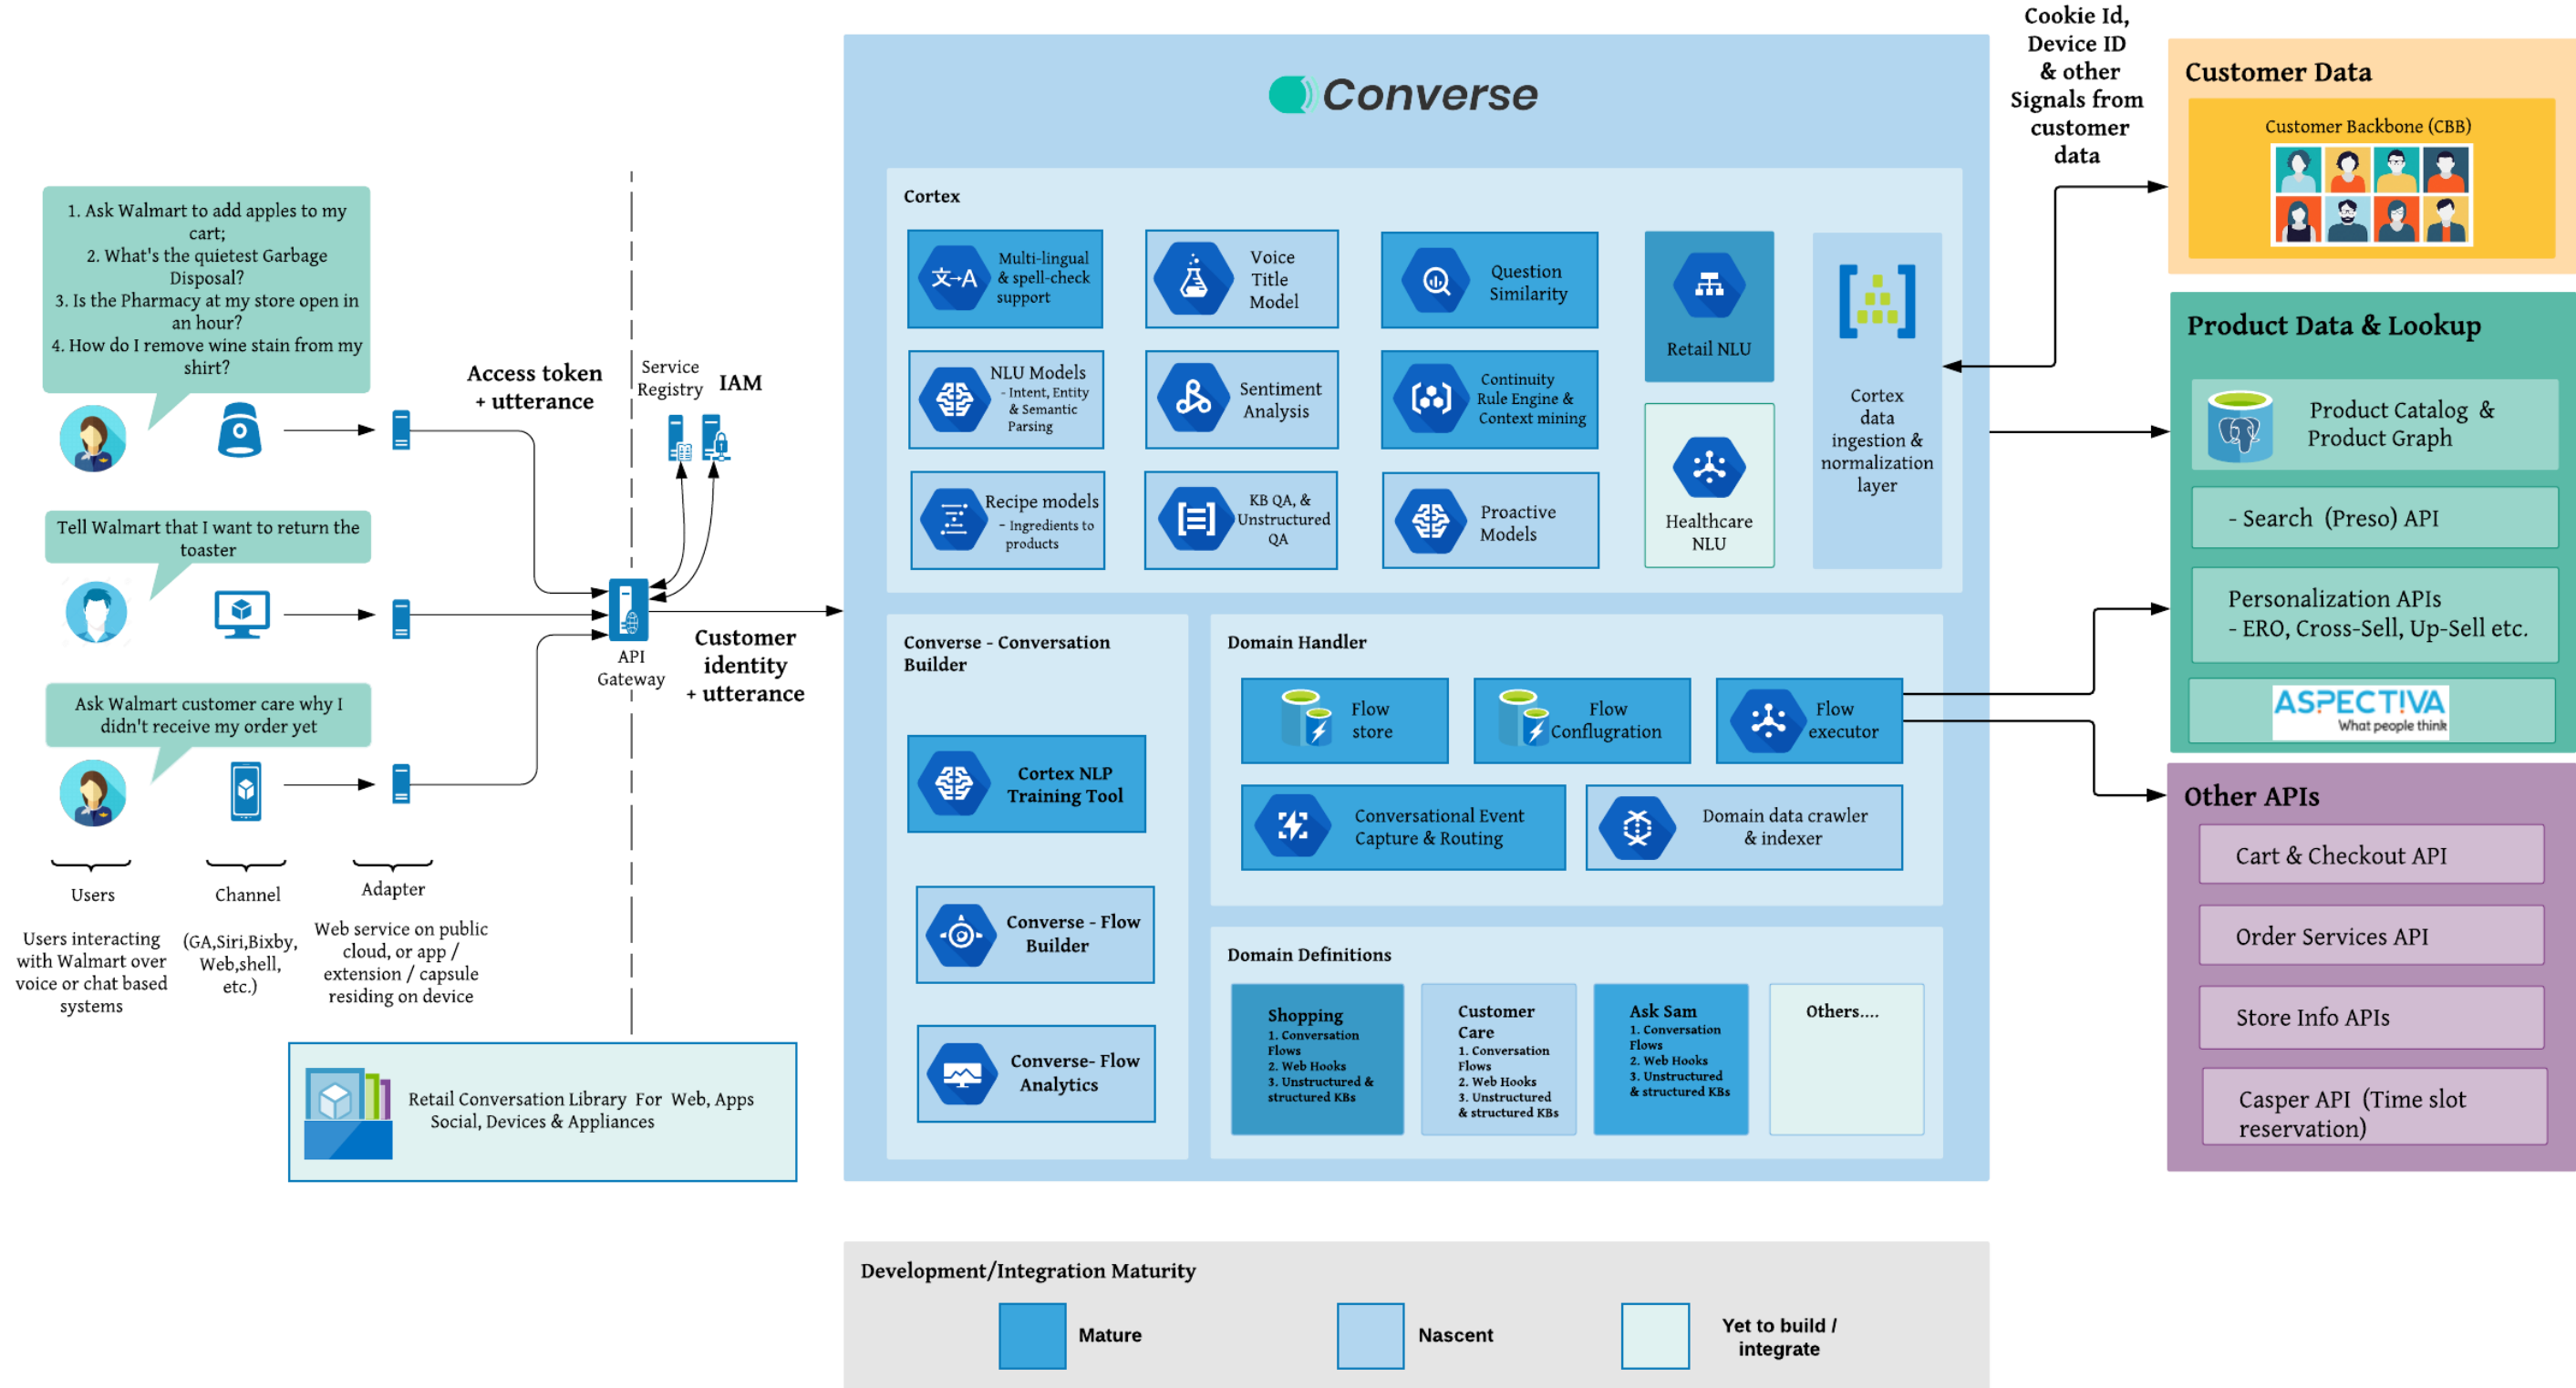 Cookie Id,
Device ID
& other
Signals from
customer
data
1. Ask Walmart to add apples to my
cart;
2. What's the quietest Garbage
Disposal?
3. Is the Pharmacy at my store open in
an hour?
4. How do I remove wine stain from my
shirt?
Tell Walmart that I want to return the
toaster
Ask Walmart customer care why I
didn't receive my order yet
Users
Users interacting
with Walmart over
voice or chat based
systems
Channel
(GA,Siri,Bixby,
Web,shell,
etc.)
Adapter
Web service on public
cloud, or app /
extension / capsule
residing on device
Access token
+ utterance
Service
Registry
IAM
API
Gateway
Customer
identity
+ utterance
Retail Conversation Library For Web, Apps
Social, Devices & Appliances
Converse
Cortex
文→A
Multi-lingual
& spell-check
support
Voice
Title
Model
Question
Similarity
Retail NLU
NLU Models
- Intent, Entity
& Semantic
Parsing
Sentiment
Analysis
Continuity
Rule Engine &
Context mining
Healthcare
NLU
Recipe models
- Ingredients to
products
KB QA, &
Unstructured
QA
Proactive
Models
Cortex
data
ingestion &
normalization
layer
Converse - Conversation
Builder
Cortex NLP
Training Tool
Converse - Flow
Builder
Converse- Flow
Analytics
Domain Handler
Flow
store
Flow
Conflugration
Flow
executor
Conversational Event
Capture & Routing
Domain data crawler
& indexer
Domain Definitions
Shopping
1. Conversation
Flows
2. Web Hooks
3. Unstructured &
structured KBs
Customer
Care
1. Conversation
Flows
2. Web Hooks
3. Unstructured
& structured KBs
Ask Sam
1. Conversation
Flows
2. Web Hooks
3. Unstructured
& structured KBs
Others....
Customer Data
Customer Backbone (CBB)
Product Data & Lookup
Product Catalog &
Product Graph
- Search (Preso) API
Personalization APIs
- ERO, Cross-Sell, Up-Sell etc.
ASPECT!VA
What people think
Other APIs
Cart & Checkout API
Order Services API
Store Info APIs
Casper API (Time slot
reservation)
Development/Integration Maturity
Mature
Nascent
Yet to build /
integrate